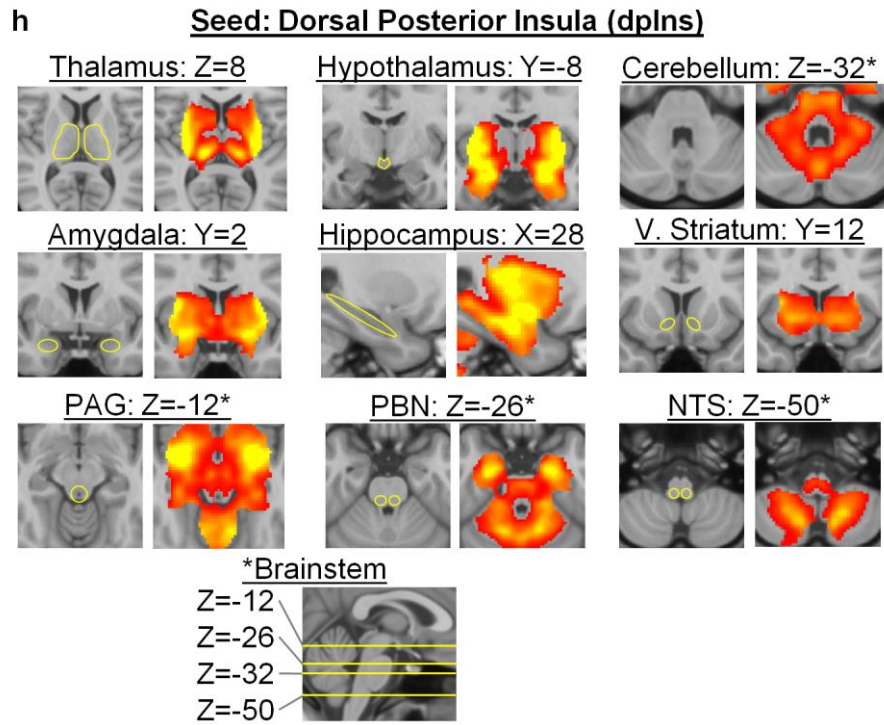 h
Seed: Dorsal Posterior Insula (dpIns)
Thalamus: Z=8
Hypothalamus: Y=-8
Cerebellum: Z=-32*
Amygdala: Y=2
Hippocampus: X=28
V. Striatum: Y=12
PAG: Z=-12*
PBN: Z=-26*
NTS: Z=-50*
*Brainstem
Z=-12
Z=-26
Z=-32
Z=-50